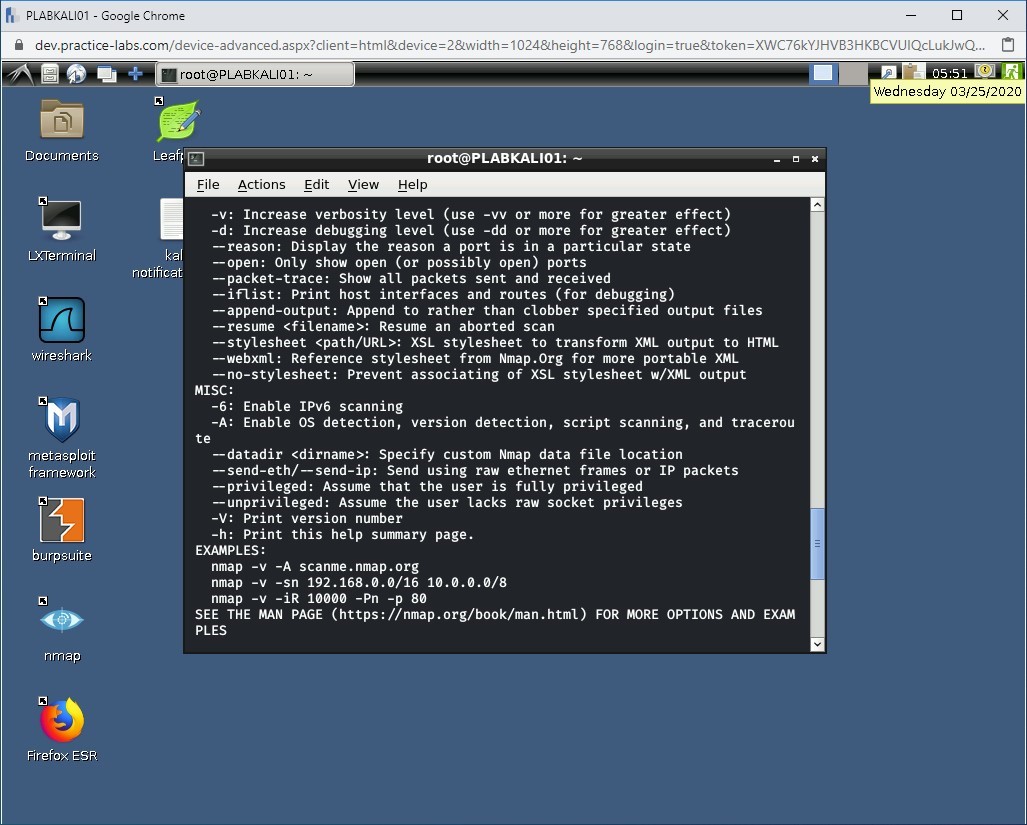 PLABKALI01 - Google Chrome
dev.practice-labs.com/device-advanced.aspx?client=html&device=2&width=1024&height=768&login=true&token=XWC76kYJHVB3HKBCVUIQcLukJwQ...
root@PLABKALI01: ~
05:51
Wednesday 03/25/2020
Documents
Leafp
LXTerminal
kal
notificat
wireshark
metasploit
framework
burpsuite
nmap
Firefox ESR
root@PLABKALI01: ~
File Actions Edit View Help
-v: Increase verbosity level (use -vv or more for greater effect)
-d: Increase debugging level (use -dd or more for greater effect)
--reason: Display the reason a port is in a particular state
--open: Only show open (or possibly open) ports
--packet-trace: Show all packets sent and received
--iflist: Print host interfaces and routes (for debugging)
--append-output: Append to rather than clobber specified output files
--resume <filename>: Resume an aborted scan
--stylesheet <path/URL>: XSL stylesheet to transform XML output to HTML
--webxml: Reference stylesheet from Nmap.Org for more portable XML
--no-stylesheet: Prevent associating of XSL stylesheet w/XML output
MISC:
-6: Enable IPv6 scanning
-A: Enable OS detection, version detection, script scanning, and tracerou
te
--datadir <dirname>: Specify custom Nmap data file location
--send-eth/--send-ip: Send using raw ethernet frames or IP packets
--privileged: Assume that the user is fully privileged
--unprivileged: Assume the user lacks raw socket privileges
-V: Print version number
-h: Print this help summary page.
EXAMPLES:
nmap -v -A scanme.nmap.org
nmap -v -sn 192.168.0.0/16 10.0.0.0/8
nmap -v -iR 10000 -Pn -p 80
SEE THE MAN PAGE (https://nmap.org/book/man.html) FOR MORE OPTIONS AND EXAM
PLES